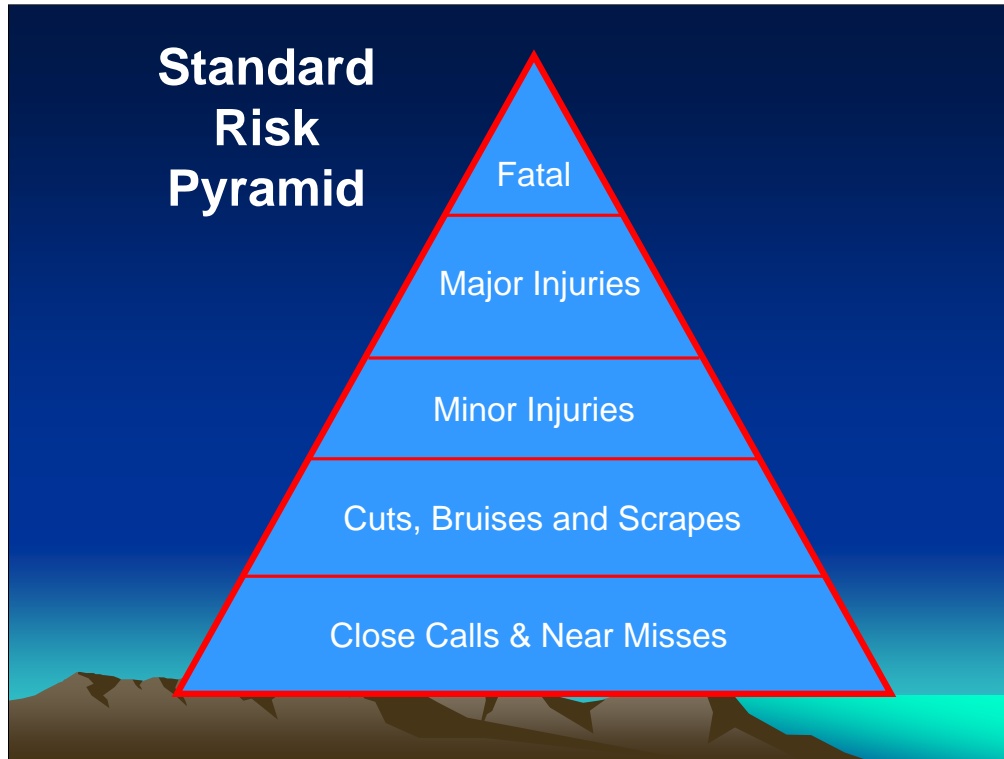 Standard
Risk
Pyramid
Fatal
Major Injuries
Minor Injuries
Cuts, Bruises and Scrapes
Close Calls & Near Misses